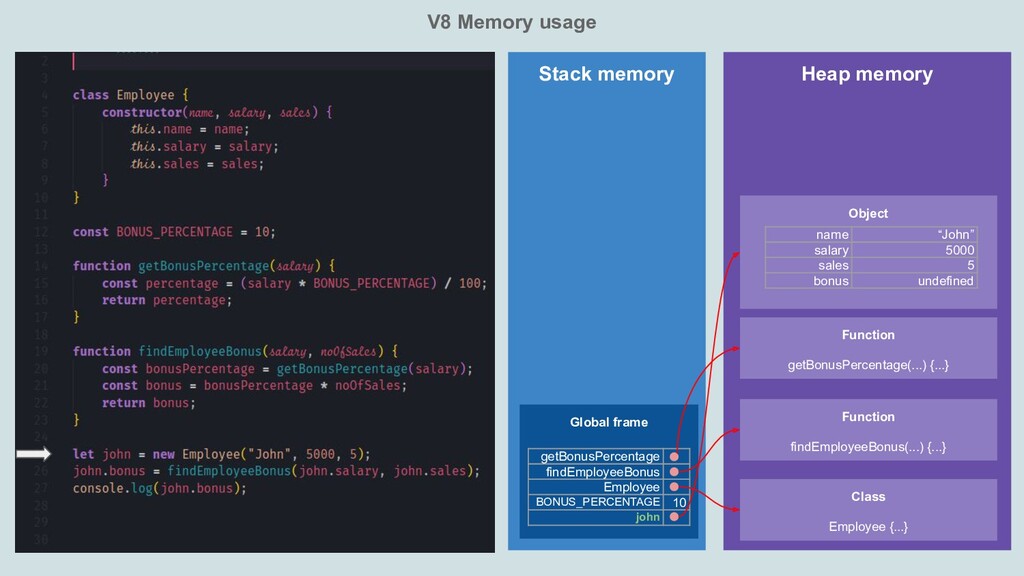 V8 Memory usage
2
3
4 class Employee {
5 constructor(name, salary, sales) {
6 this.name = name;
7 this.salary = salary;
8 this.sales = sales;
9 }
10 }
11
12 const BONUS_PERCENTAGE = 10;
13
14 function getBonusPercentage(salary) {
15 const percentage = (salary * BONUS_PERCENTAGE) / 100;
16 return percentage;
17 }
18
19 function findEmployeeBonus(salary, noOfSales) {
20 const bonusPercentage = getBonusPercentage(salary);
21 const bonus = bonusPercentage * noOfSales;
22 return bonus;
23 }
24
let john = new Employee("John", 5000, 5);
26 john.bonus = findEmployeeBonus(john.salary, john.sales);
27 console.log(john.bonus);
28
29
30
Stack memory
Global frame
getBonusPercentage
findEmployeeBonus
Employee
BONUS_PERCENTAGE 10
john
Heap memory
Object
name “John”
salary 5000
sales 5
bonus undefined
Function
getBonusPercentage(...) {...}
Function
findEmployeeBonus(...) {...}
Class
Employee {...}